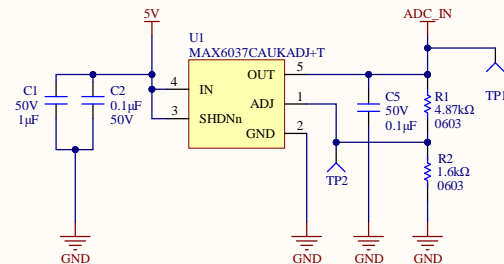 5V
ADC_IN
U1
MAX6037CAUKADJ+T
C1
50V
1µF
C2
0.1µF
50V
4
IN
3
SHDNn
OUT
5
ADJ
1
GND
2
C5
50V
0.1µF
R1
4.87kΩ
0603
TP1
R2
1.6kΩ
0603
TP2
GND
GND
GND
GND